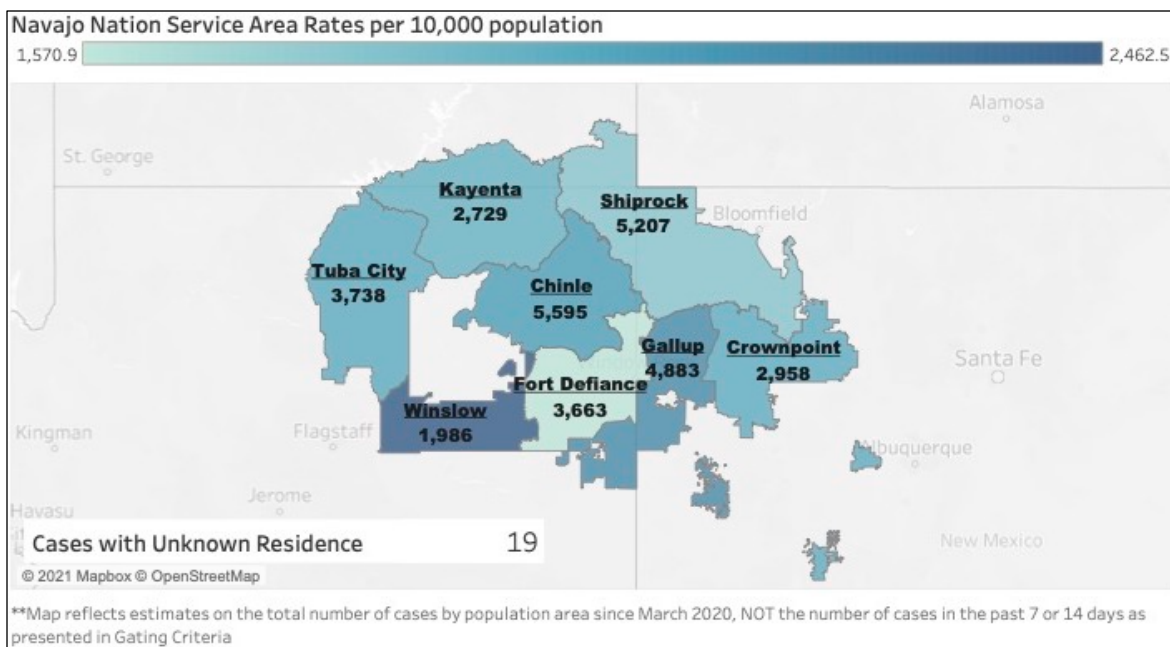 Navajo Nation Service Area Rates per 10,000 population
1,570.9
2,462.5
Alamosa
St. George
Kayenta
2,729
Shiprock
5,207
Bloomfield
Tuba City
3,738
Chinle
5,595
Gallup
4,883
Crownpoint
2,958
Santa Fe
Fort Defiance
3,663
Winslow
1,986
Kingman
Flagstaff
Albuquerque
Jerome
Havasu
New Mexico
Cases with Unknown Residence 19
© 2021 Mapbox © OpenStreetMap
**Map reflects estimates on the total number of cases by population area since March 2020, NOT the number of cases in the past 7 or 14 days as
presented in Gating Criteria